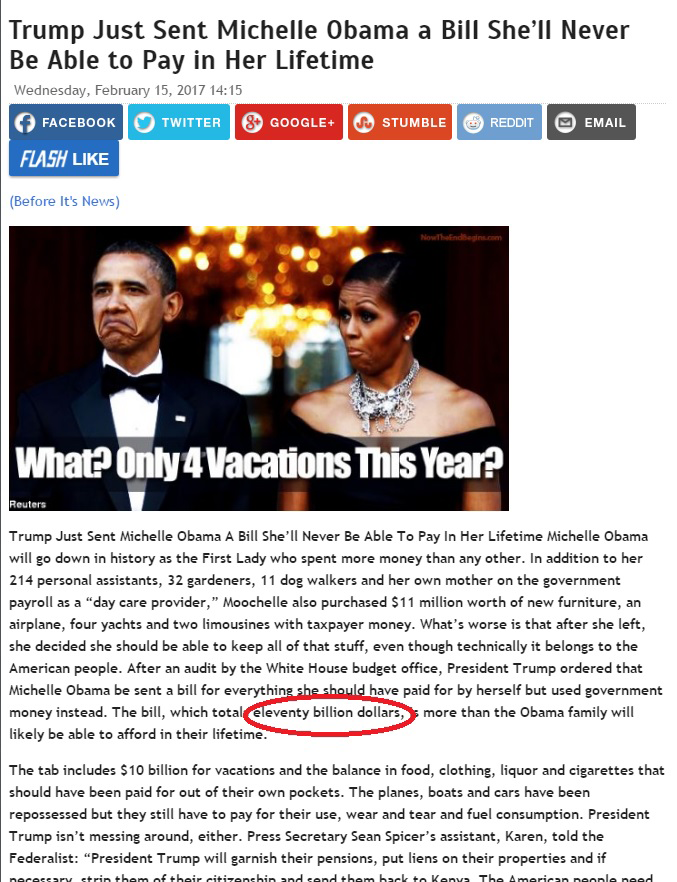 Trump Just Sent Michelle Obama a Bill She’ll Never
Be Able to Pay in Her Lifetime
Wednesday, February 15, 2017 14:15
FACEBOOK TWITTER GOOGLE+ STUMBLE REDDIT EMAIL
FLASH LIKE
(Before It's News)
NowTheEndBegins.com
What? Only 4 Vacations This Year?
Reuters
Trump Just Sent Michelle Obama A Bill She’ll Never Be Able To Pay In Her Lifetime Michelle Obama
will go down in history as the First Lady who spent more money than any other. In addition to her
214 personal assistants, 32 gardeners, 11 dog walkers and her own mother on the government
payroll as a “day care provider,” Moochelle also purchased $11 million worth of new furniture, an
airplane, four yachts and two limousines with taxpayer money. What’s worse is that after she left,
she decided she should be able to keep all of that stuff, even though technically it belongs to the
American people. After an audit by the White House budget office, President Trump ordered that
Michelle Obama be sent a bill for everything she should have paid for by herself but used government
money instead. The bill, which total eleventy billion dollars, s more than the Obama family will
likely be able to afford in their lifetime.
The tab includes $10 billion for vacations and the balance in food, clothing, liquor and cigarettes that
should have been paid for out of their own pockets. The planes, boats and cars have been
repossessed but they still have to pay for their use, wear and tear and fuel consumption. President
Trump isn’t messing around, either. Press Secretary Sean Spicer’s assistant, Karen, told the
Federalist: “President Trump will garnish their pensions, put liens on their properties and if
necessary, strip them of their citizenship and send them back to Kenya. The American people need